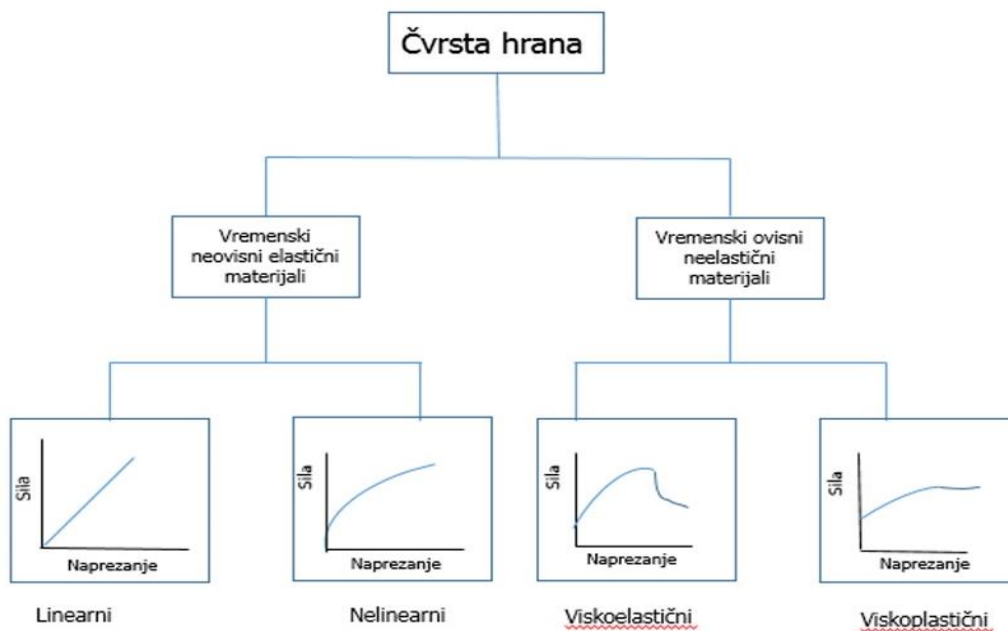 Čvrsta hrana
Vremenski
neovisni elastični
materijali
Vremenski ovisni
neelastični
materijali
Sila
Naprezanje
Linearni
Sila
Naprezanje
Nelinearni
Sila
Naprezanje
Viskoelastični
Sila
Naprezanje
Viskoplastični